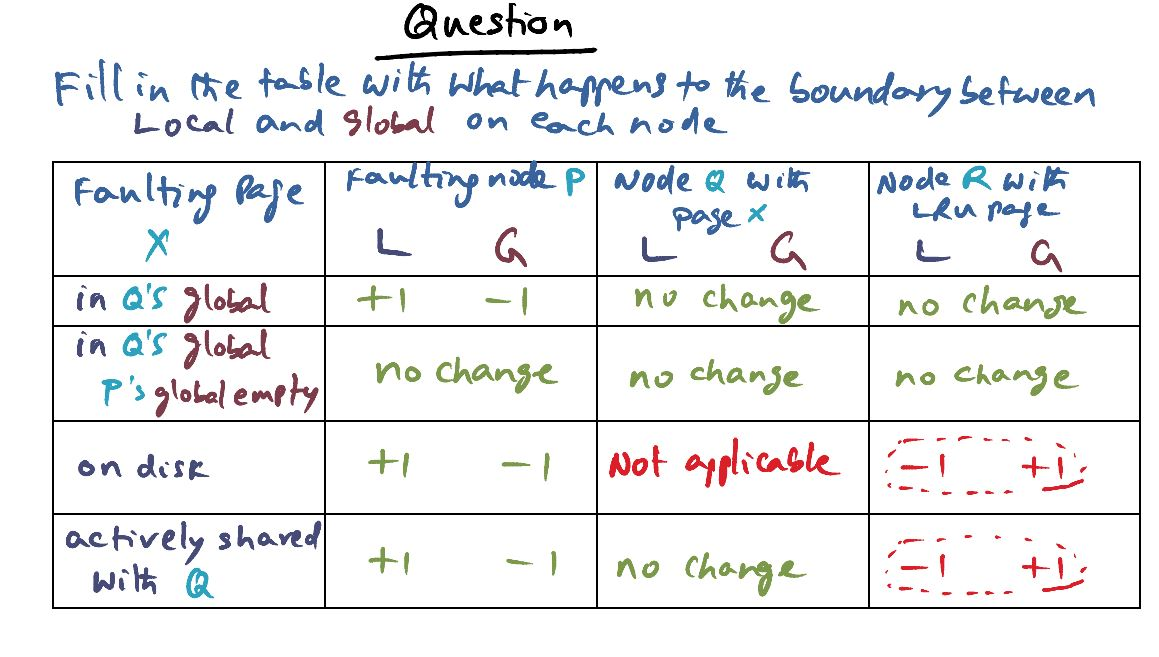 Question
Fill in the table with what happens to the boundary between
Local and global on each node
Faulting Page
X
Faulting node P
L G
Node Q with
page X
L G
Node R with
LRU page
L G
in Q's global
+1 -1
no change
no change
in Q's global
P's global empty
no change
no change
no change
on disk
+1 -1
Not applicable
-1 +1
actively shared
with Q
+1 -1
no change
-1 +1